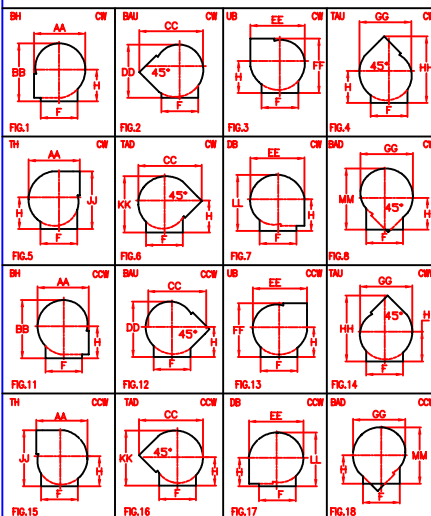 BH CW
AA
BB
H
F
FIG.1
BAU CW
CC
DD
45°
H
F
FIG.2
UB CW
EE
FF
H
F
FIG.3
TAU CW
GG
HH
45°
H
F
FIG.4
TH CW
AA
JJ
H
F
FIG.5
TAD CW
CC
KK
45°
H
F
FIG.6
DB CW
EE
LL
H
F
FIG.7
BAD CW
GG
MM
45°
H
F
FIG.8
BH CCW
AA
BB
H
F
FIG.11
BAU CCW
CC
DD
45°
H
F
FIG.12
UB CCW
EE
FF
H
F
FIG.13
TAU CCW
GG
H
HH
45°
F
FIG.14
TH CCW
AA
JJ
H
F
FIG.15
TAD CCW
CC
KK
45°
H
F
FIG.16
DB CCW
EE
LL
H
F
FIG.17
BAD CCW
GG
MM
45°
H
F
FIG.18